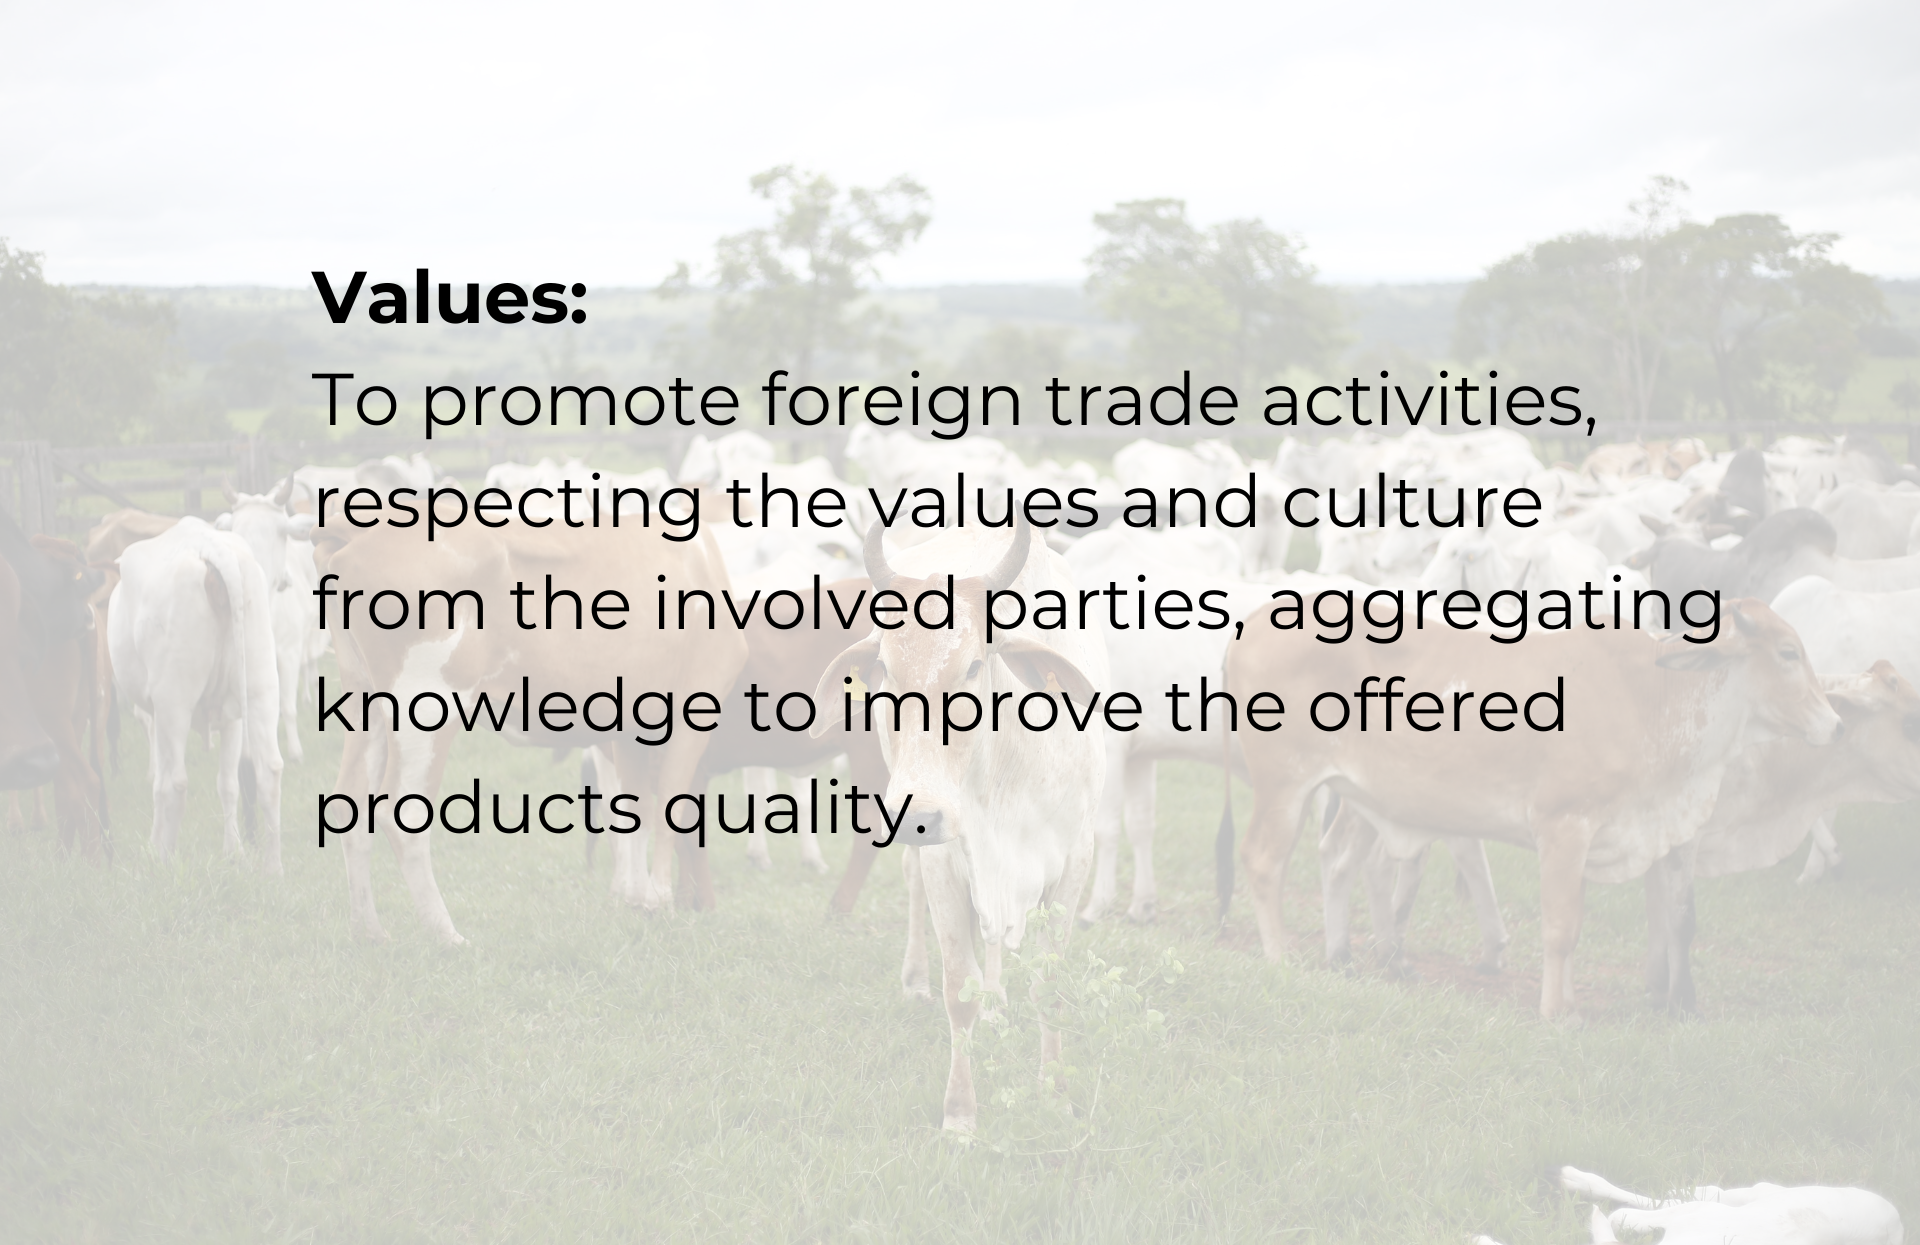 Values:
To promote foreign trade activities,
respecting the values and culture
from the involved parties, aggregating
knowledge to improve the offered
products quality.